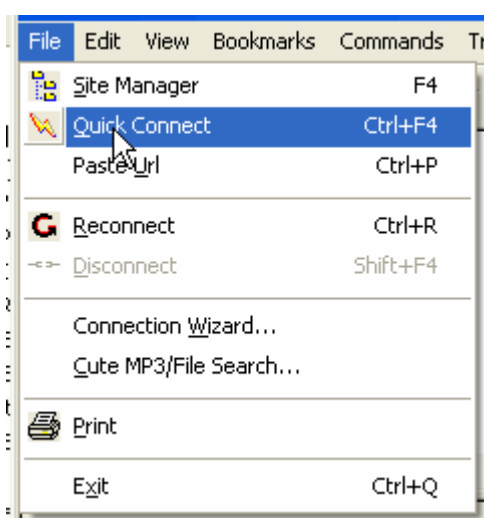 File Edit View Bookmarks Commands Tr
Site Manager F4
Quick Connect Ctrl+F4
Paste Url Ctrl+P
Reconnect Ctrl+R
Disconnect Shift+F4
Connection Wizard...
Cute MP3/File Search...
Print
Exit Ctrl+Q